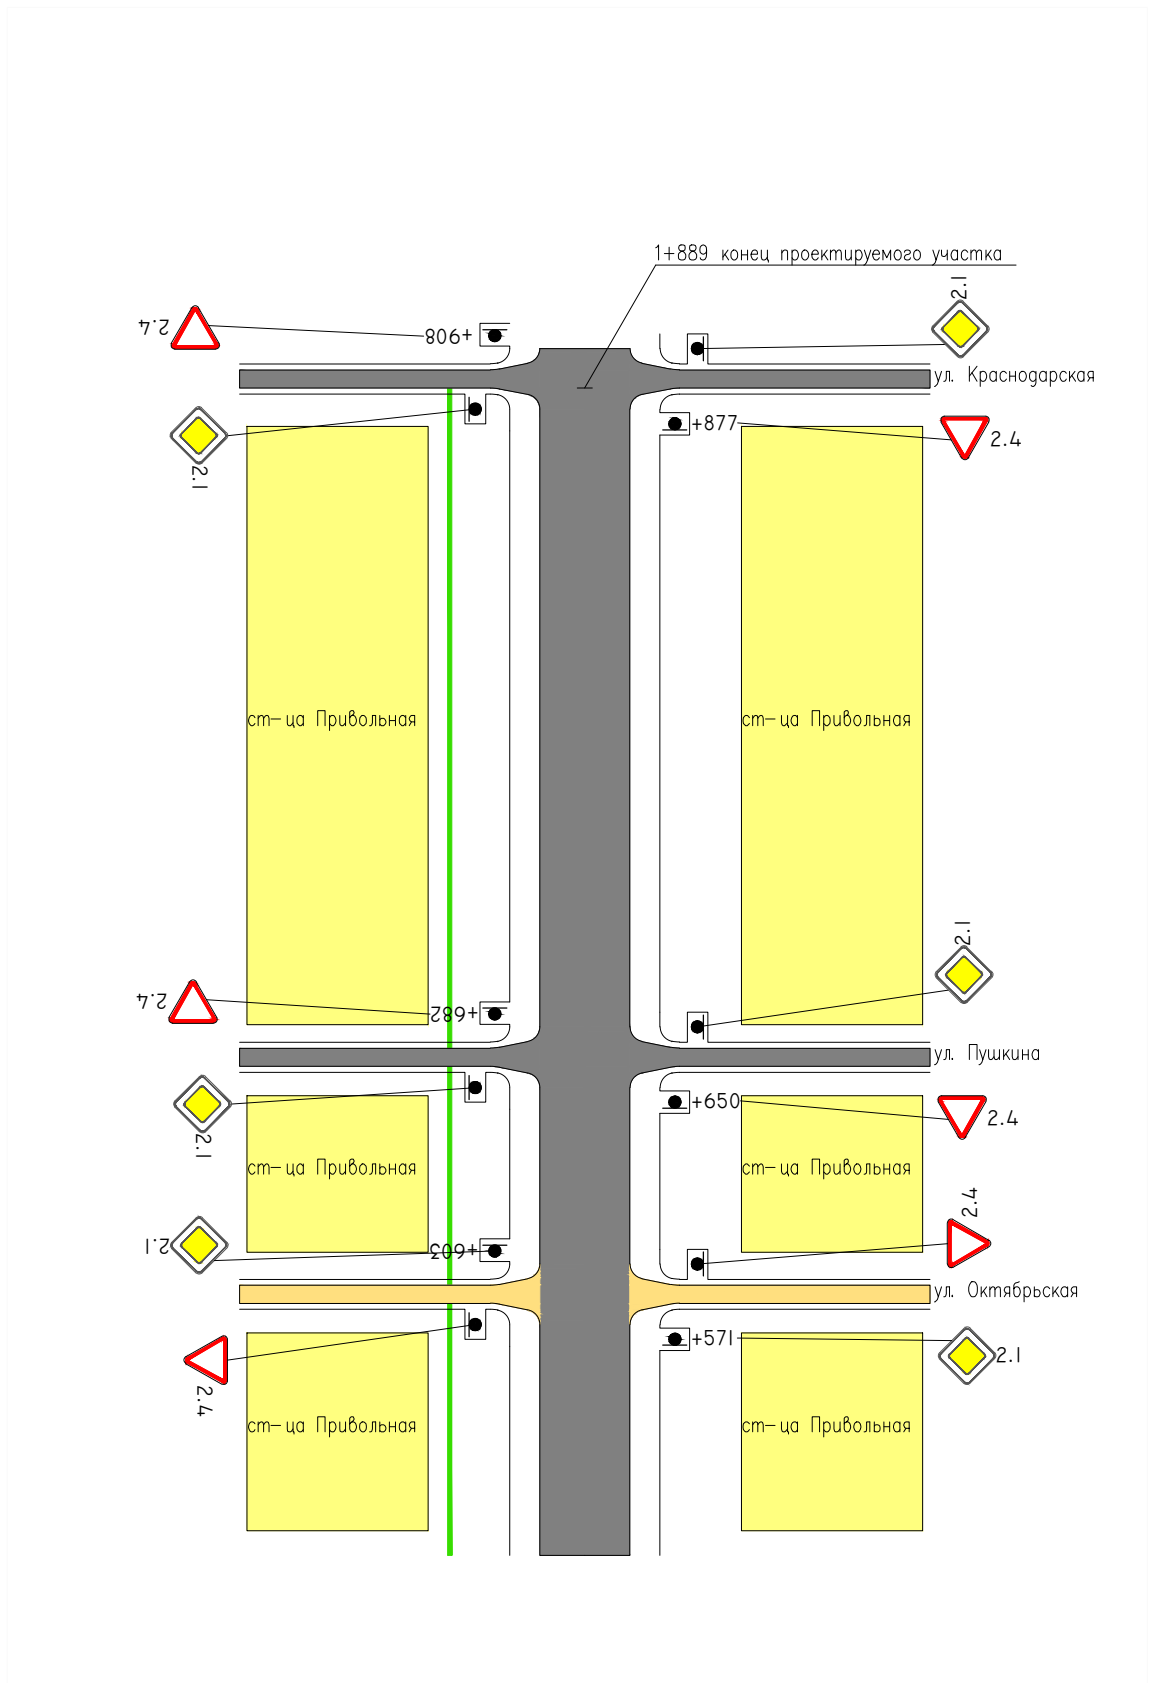 1+889 конец проектируемого участка
2.1
2.4
+908
ул. Краснодарская
+877
2.4
2.1
ст-ца Привольная
ст-ца Привольная
2.1
2.4
+682
ул. Пушкина
+650
2.4
2.1
ст-ца Привольная
ст-ца Привольная
2.4
2.1
+603
ул. Октябрьская
+571
2.1
2.4
ст-ца Привольная
ст-ца Привольная